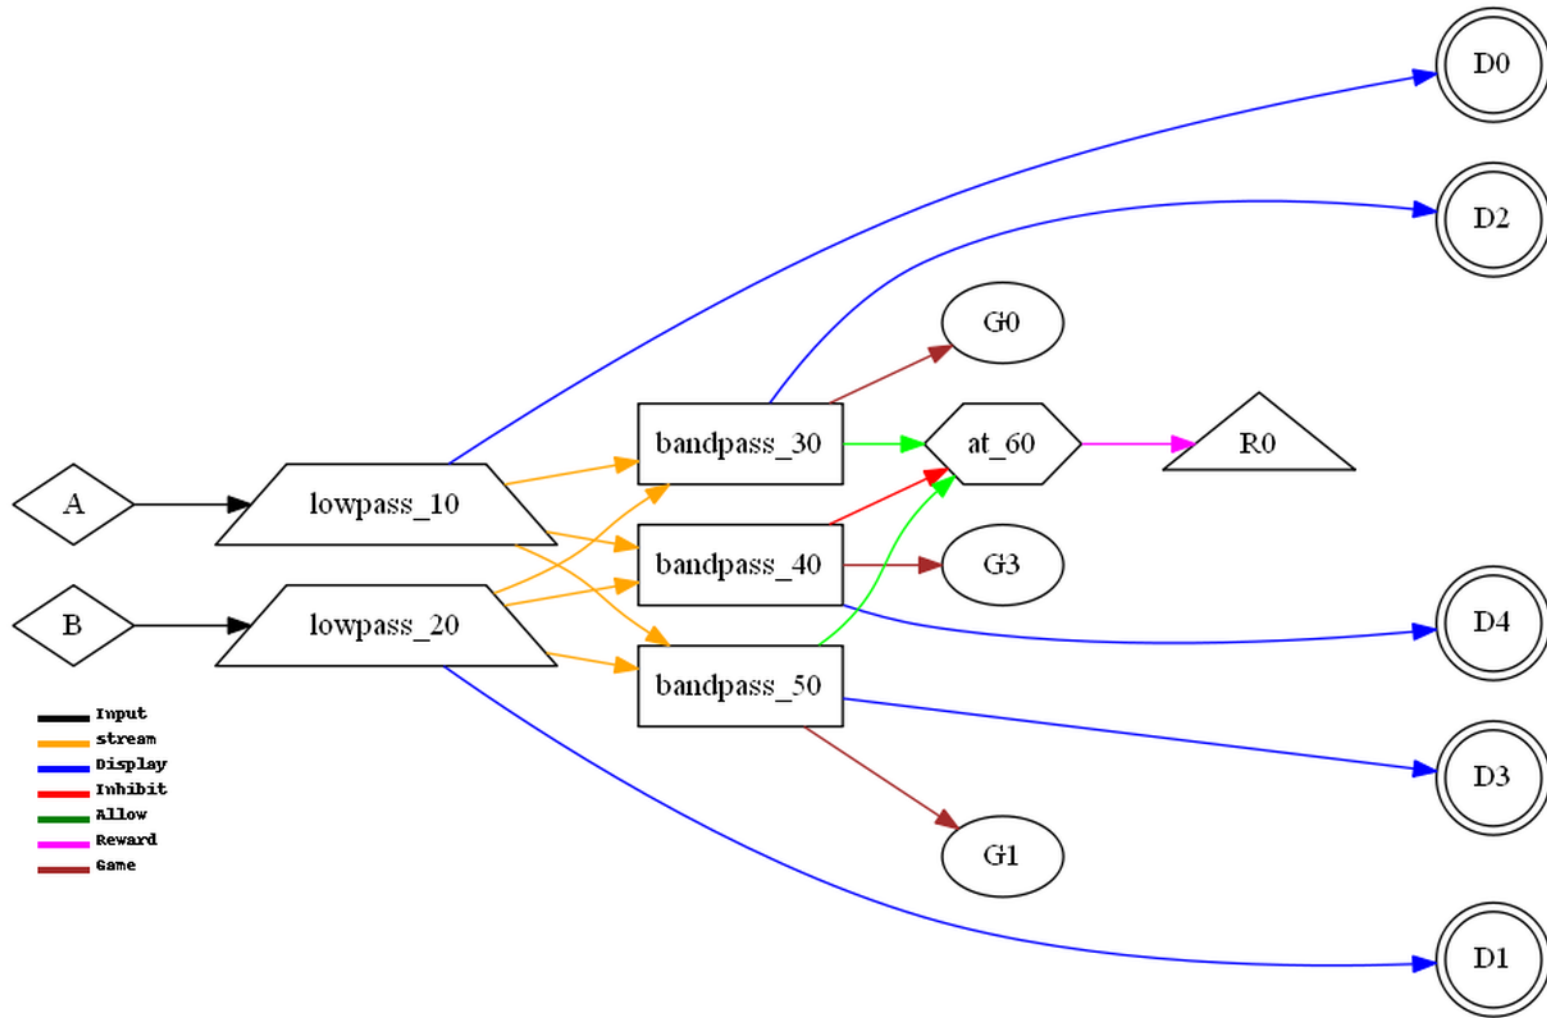 D0
D2
G0
bandpass_30
at_60
R0
A
lowpass_10
bandpass_40
G3
B
lowpass_20
D4
bandpass_50
D3
Input
stream
Display
Inhibit
Allow
Reward
Game
G1
D1